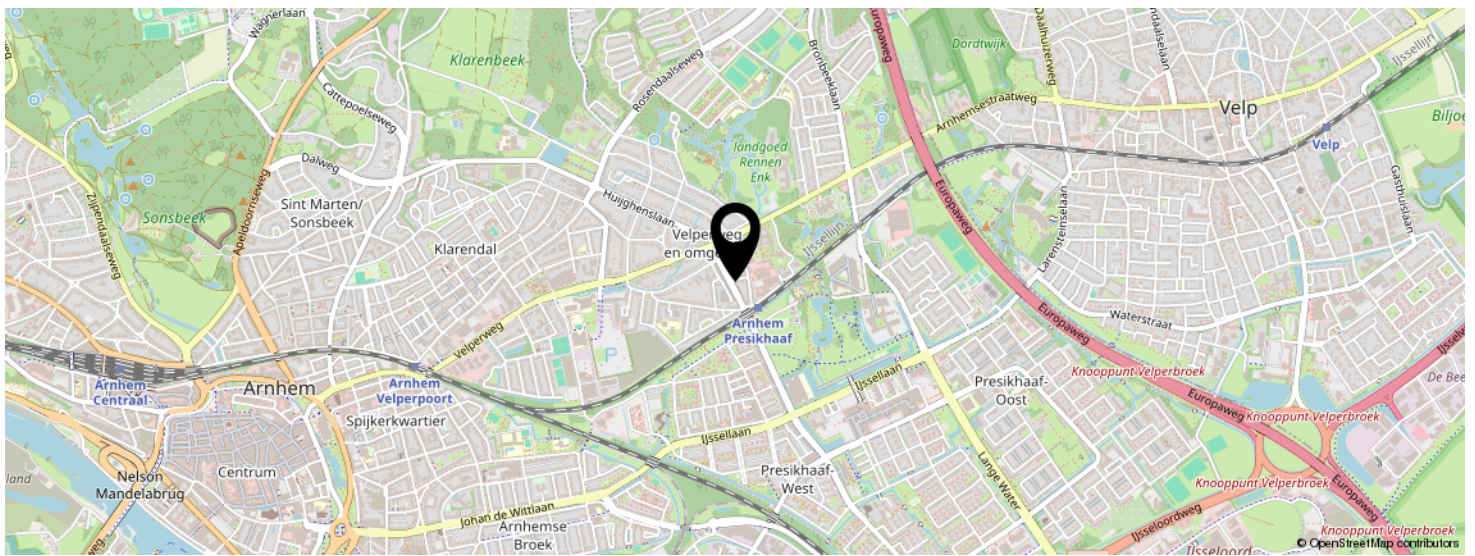 Wagnerlaan
Cattepoelseweg
Klarenbeek
Rosendaalseweg
Bronbeeklaan
Europaweg
Dordtwijk
Daalhuizerweg
IJssellijn
Arnhemsestraatweg
Velp
Velp
landgoed
Rennen
Enk
Dalweg
Zijpendaalseweg
Sonsbeek
Apeldoornseweg
Sint Marten/
Sonsbeek
Klarendal
Huijghenslaan
Velperweg
IJssellijn
Europaweg
Larensteinselaan
Gasthuislaan
Waterstraat
Velperweg
Arnhem
Presikhaaf
Europaweg
Arnhem
Centraal
Arnhem
Arnhem
Velperpoort
Spijkerkwartier
IJssellaan
IJssellaan
Presikhaaf-
Oost
Knooppunt Velperbroek
Europaweg
Knooppunt Velperbroek
Nelson
Mandelabrug
Centrum
Presikhaaf-
West
Lange Water
Knooppunt Velperbroek
Europaweg
Johan de Wittlaan
Arnhemse
Broek
IJsseloordweg
Knooppunt Velperbroek
IJsseloord
© OpenStreetMap contributors